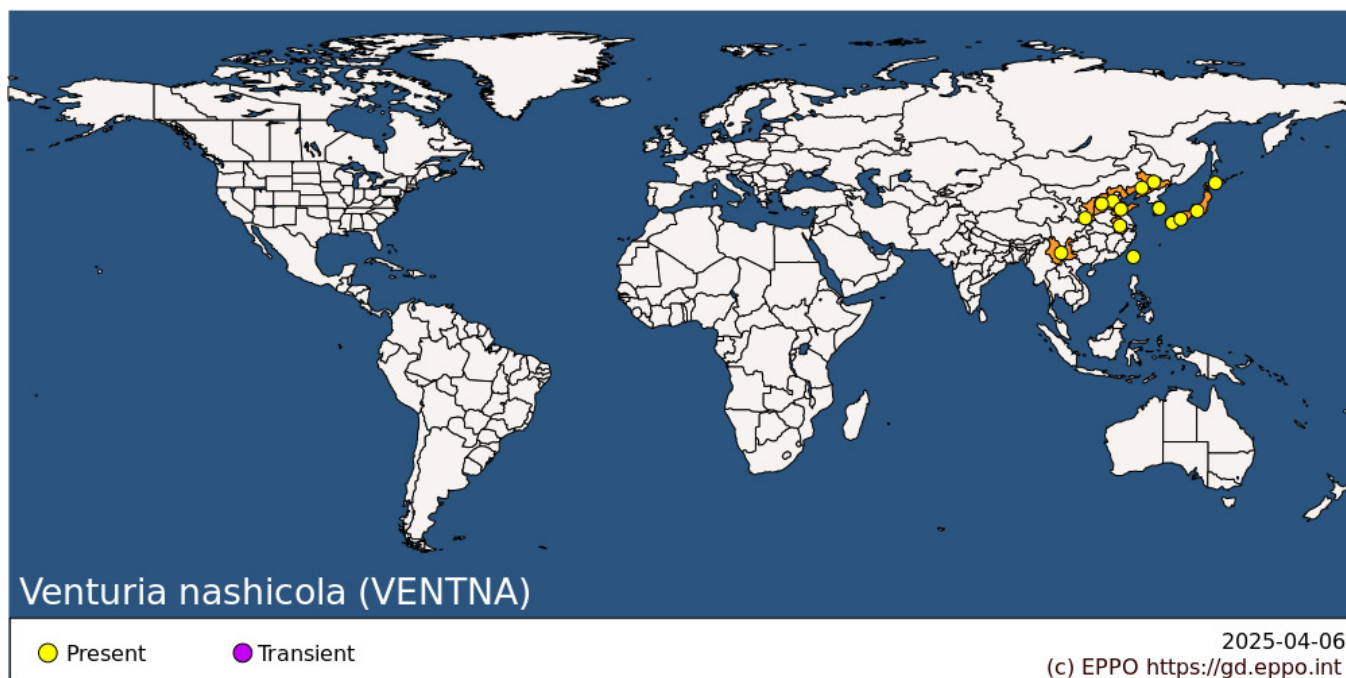 Venturia nashicola (VENTNA)
Present
Transient
2025-04-06
(c) EPPO https://gd.eppo.int